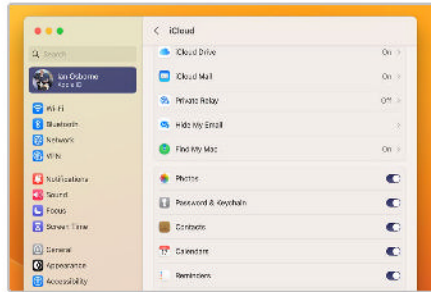 iCloud
Search
Ian Osborne
Apple ID
Wi-Fi
Bluetooth
Network
VPN
Notifications
Sound
Focus
Screen Time
General
Appearance
Accessibility
iCloud Drive
On
iCloud Mail
On
Private Relay
Off
Hide My Email
Find My Mac
On
Photos
Password & Keychain
Contacts
17
Calendars
Reminders